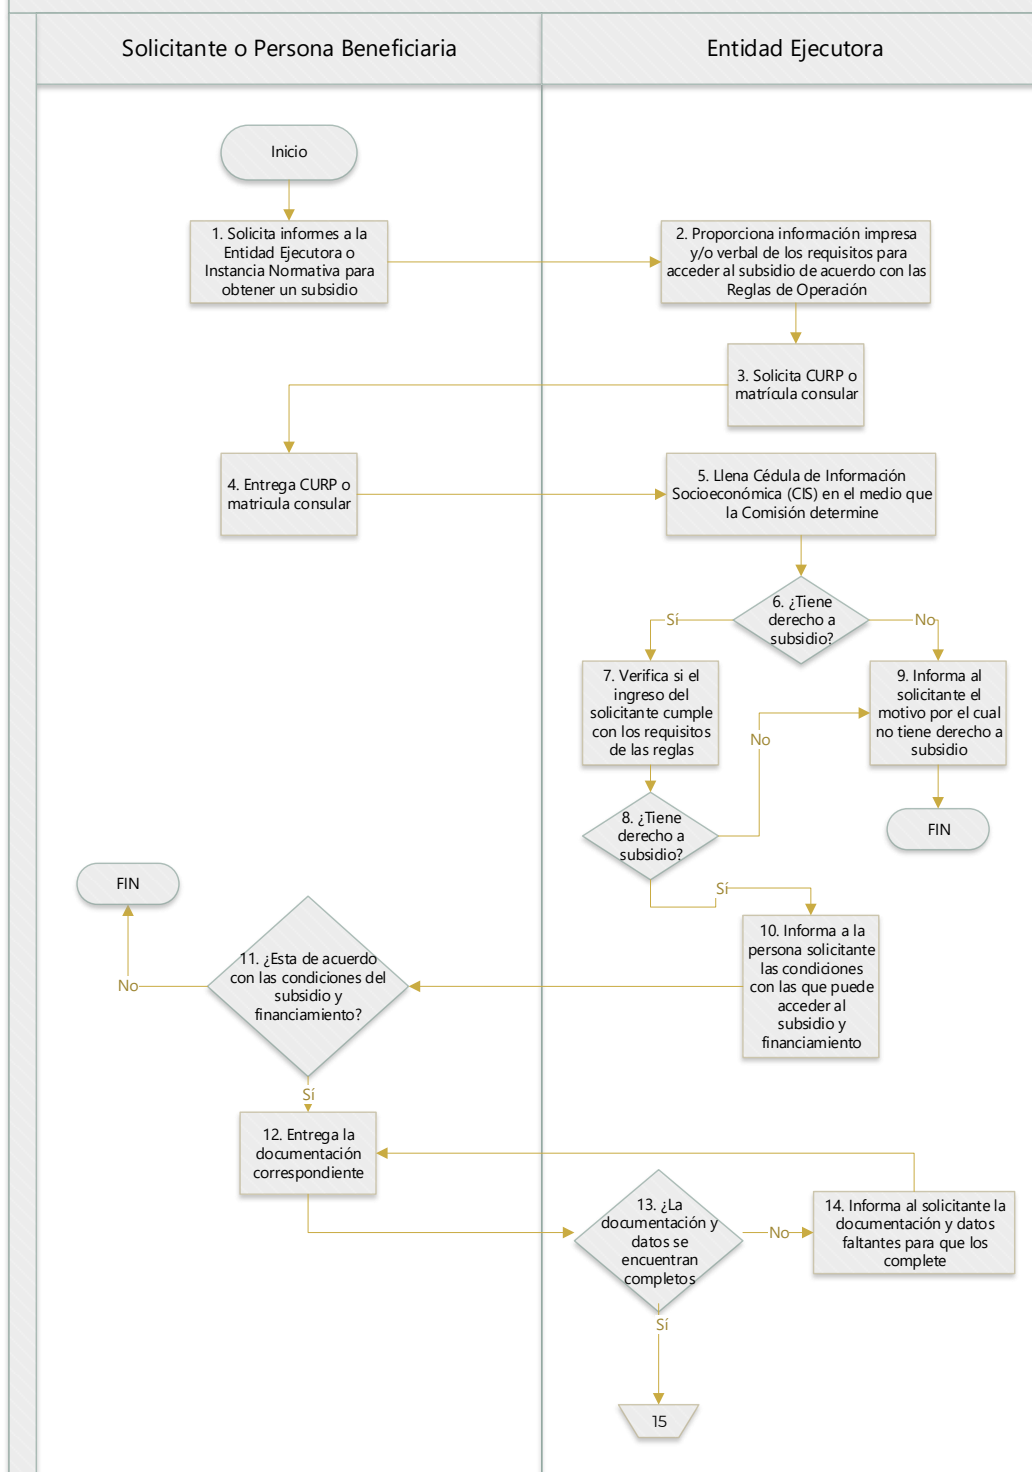 Solicitante o Persona Beneficiaria
Entidad Ejecutora
Inicio
1. Solicita informes a la
Entidad Ejecutora o
Instancia Normativa para
obtener un subsidio
2. Proporciona información impresa
y/o verbal de los requisitos para
acceder al subsidio de acuerdo con las
Reglas de Operación
3. Solicita CURP o
matrícula consular
4. Entrega CURP o
matricula consular
5. Llena Cédula de Información
Socioeconómica (CIS) en el medio que
la Comisión determine
6. ¿Tiene
derecho a
subsidio?
Sí
No
7. Verifica si el
ingreso del
solicitante cumple
con los requisitos
de las reglas
9. Informa al
solicitante el
motivo por el cual
no tiene derecho a
subsidio
No
8. ¿Tiene
derecho a
subsidio?
FIN
Sí
FIN
10. Informa a la
persona solicitante
las condiciones
con las que puede
acceder al
subsidio y
financiamiento
11. ¿Esta de acuerdo
con las condiciones del
subsidio y
financiamiento?
No
Sí
12. Entrega la
documentación
correspondiente
13. ¿La
documentación y
datos se
encuentran
completos
No
14. Informa al solicitante la
documentación y datos
faltantes para que los
complete
Sí
15